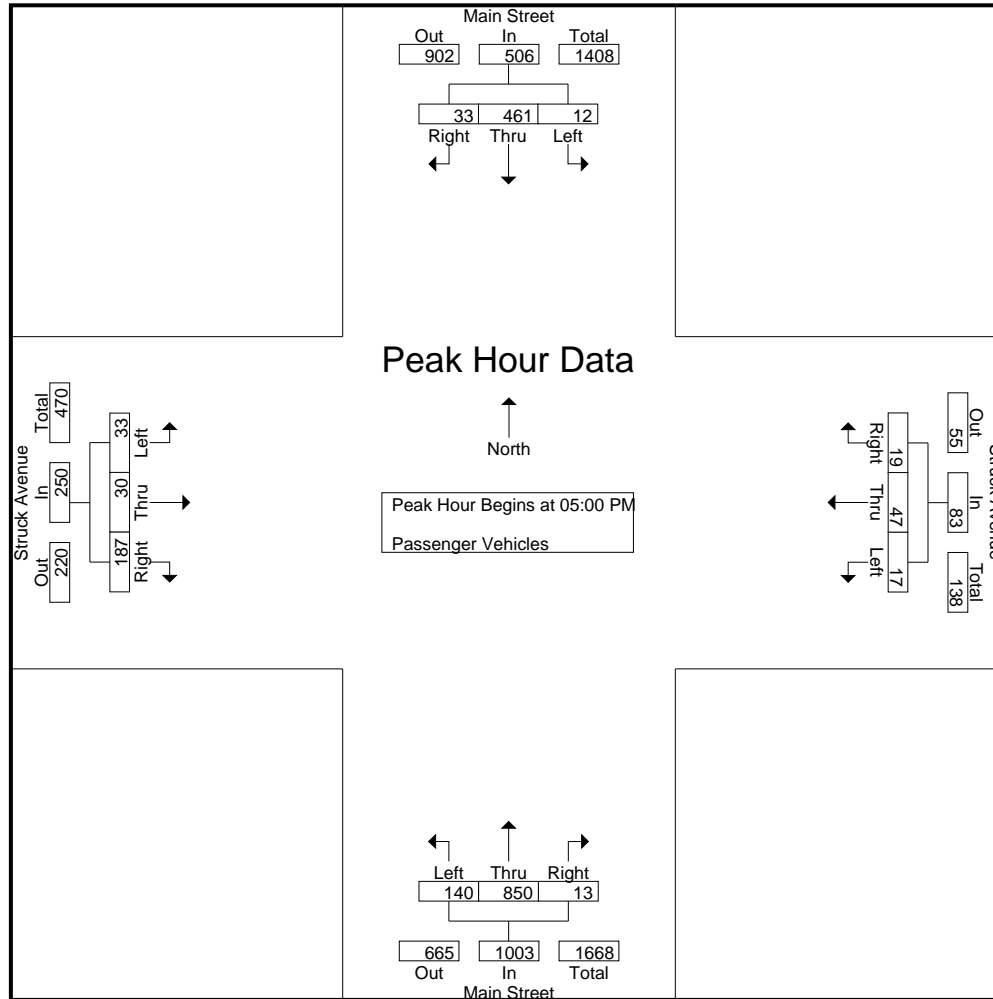 Main Street
Out In Total
902 506 1408
33 461 12
Right Thru Left
Peak Hour Data
North
Peak Hour Begins at 05:00 PM
Passenger Vehicles
Struck Avenue
Total In Out
470 250 220
33 30 187
Left Thru Right
Right Thru Left
19 47 17
55 83 138
Out In Total
Left Thru Right
140 850 13
665 1003 1668
Out In Total
Main Street